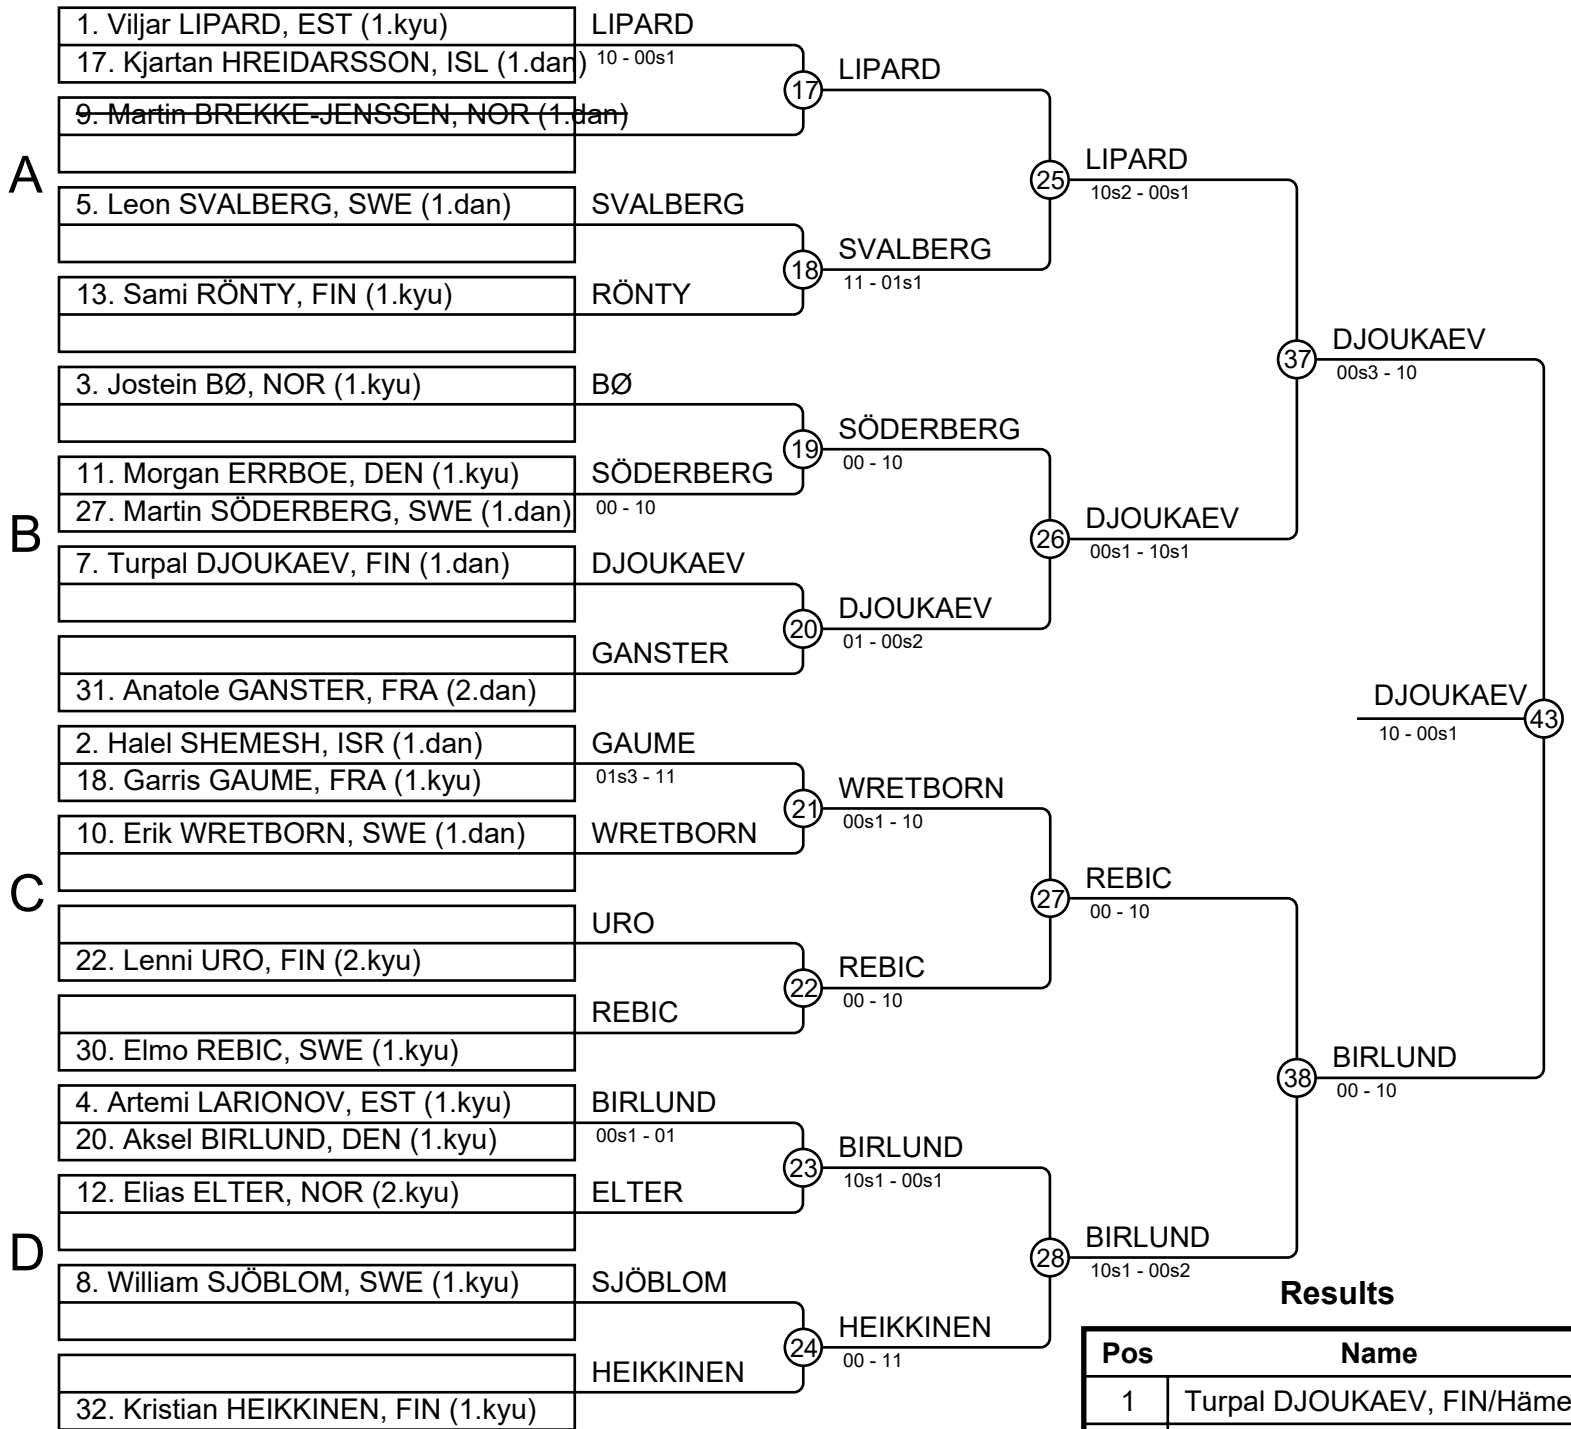 A
1. Viljar LIPARD, EST (1.kyu)
17. Kjartan HREIDARSSON, ISL (1.dan)
9. Martin BREKKE-JENSSEN, NOR (1.dan)
5. Leon SVALBERG, SWE (1.dan)
13. Sami RÖNTY, FIN (1.kyu)
B
3. Jostein BØ, NOR (1.kyu)
11. Morgan ERRBOE, DEN (1.kyu)
27. Martin SÖDERBERG, SWE (1.dan)
7. Turpal DJOUKAEV, FIN (1.dan)
31. Anatole GANSTER, FRA (2.dan)
C
2. Halel SHEMESH, ISR (1.dan)
18. Garris GAUME, FRA (1.kyu)
10. Erik WRETBORN, SWE (1.dan)
22. Lenni URO, FIN (2.kyu)
30. Elmo REBIC, SWE (1.kyu)
D
4. Artemi LARIONOV, EST (1.kyu)
20. Aksel BIRLUND, DEN (1.kyu)
12. Elias ELTER, NOR (2.kyu)
8. William SJÖBLOM, SWE (1.kyu)
32. Kristian HEIKKINEN, FIN (1.kyu)
LIPARD
10 - 00s1
SVALBERG
RÖNTY
BØ
SÖDERBERG
00 - 10
DJOUKAEV
GANSTER
GAUME
01s3 - 11
WRETBORN
URO
REBIC
BIRLUND
00s1 - 01
ELTER
SJÖBLOM
HEIKKINEN
17
LIPARD
18
SVALBERG
11 - 01s1
19
SÖDERBERG
00 - 10
20
DJOUKAEV
01 - 00s2
21
WRETBORN
00s1 - 10
22
REBIC
00 - 10
23
BIRLUND
10s1 - 00s1
24
HEIKKINEN
00 - 11
25
LIPARD
10s2 - 00s1
26
DJOUKAEV
00s1 - 10s1
27
REBIC
00 - 10
28
BIRLUND
10s1 - 00s2
37
DJOUKAEV
00s3 - 10
38
BIRLUND
00 - 10
DJOUKAEV
43
10 - 00s1
Results
Pos Name
1 Turpal DJOUKAEV, FIN/Häme